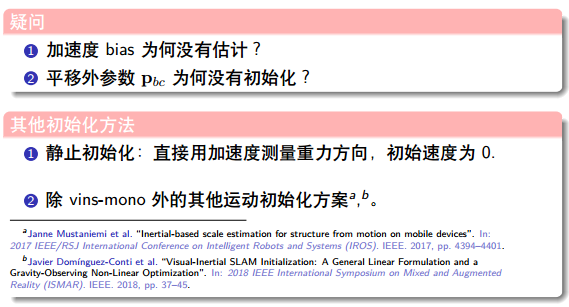 疑问
1 加速度 bias 为何没有估计？
2 平移外参数 p_bc 为何没有初始化？
其他初始化方法
1 静止初始化：直接用加速度测量重力方向，初始速度为 0.
2 除 vins-mono 外的其他运动初始化方案a,b。
aJanne Mustaniemi et al. “Inertial-based scale estimation for structure from motion on mobile devices”. In:
2017 IEEE/RSJ International Conference on Intelligent Robots and Systems (IROS). IEEE. 2017, pp. 4394–4401.
bJavier Domínguez-Conti et al. “Visual-Inertial SLAM Initialization: A General Linear Formulation and a
Gravity-Observing Non-Linear Optimization”. In: 2018 IEEE International Symposium on Mixed and Augmented
Reality (ISMAR). IEEE. 2018, pp. 37–45.